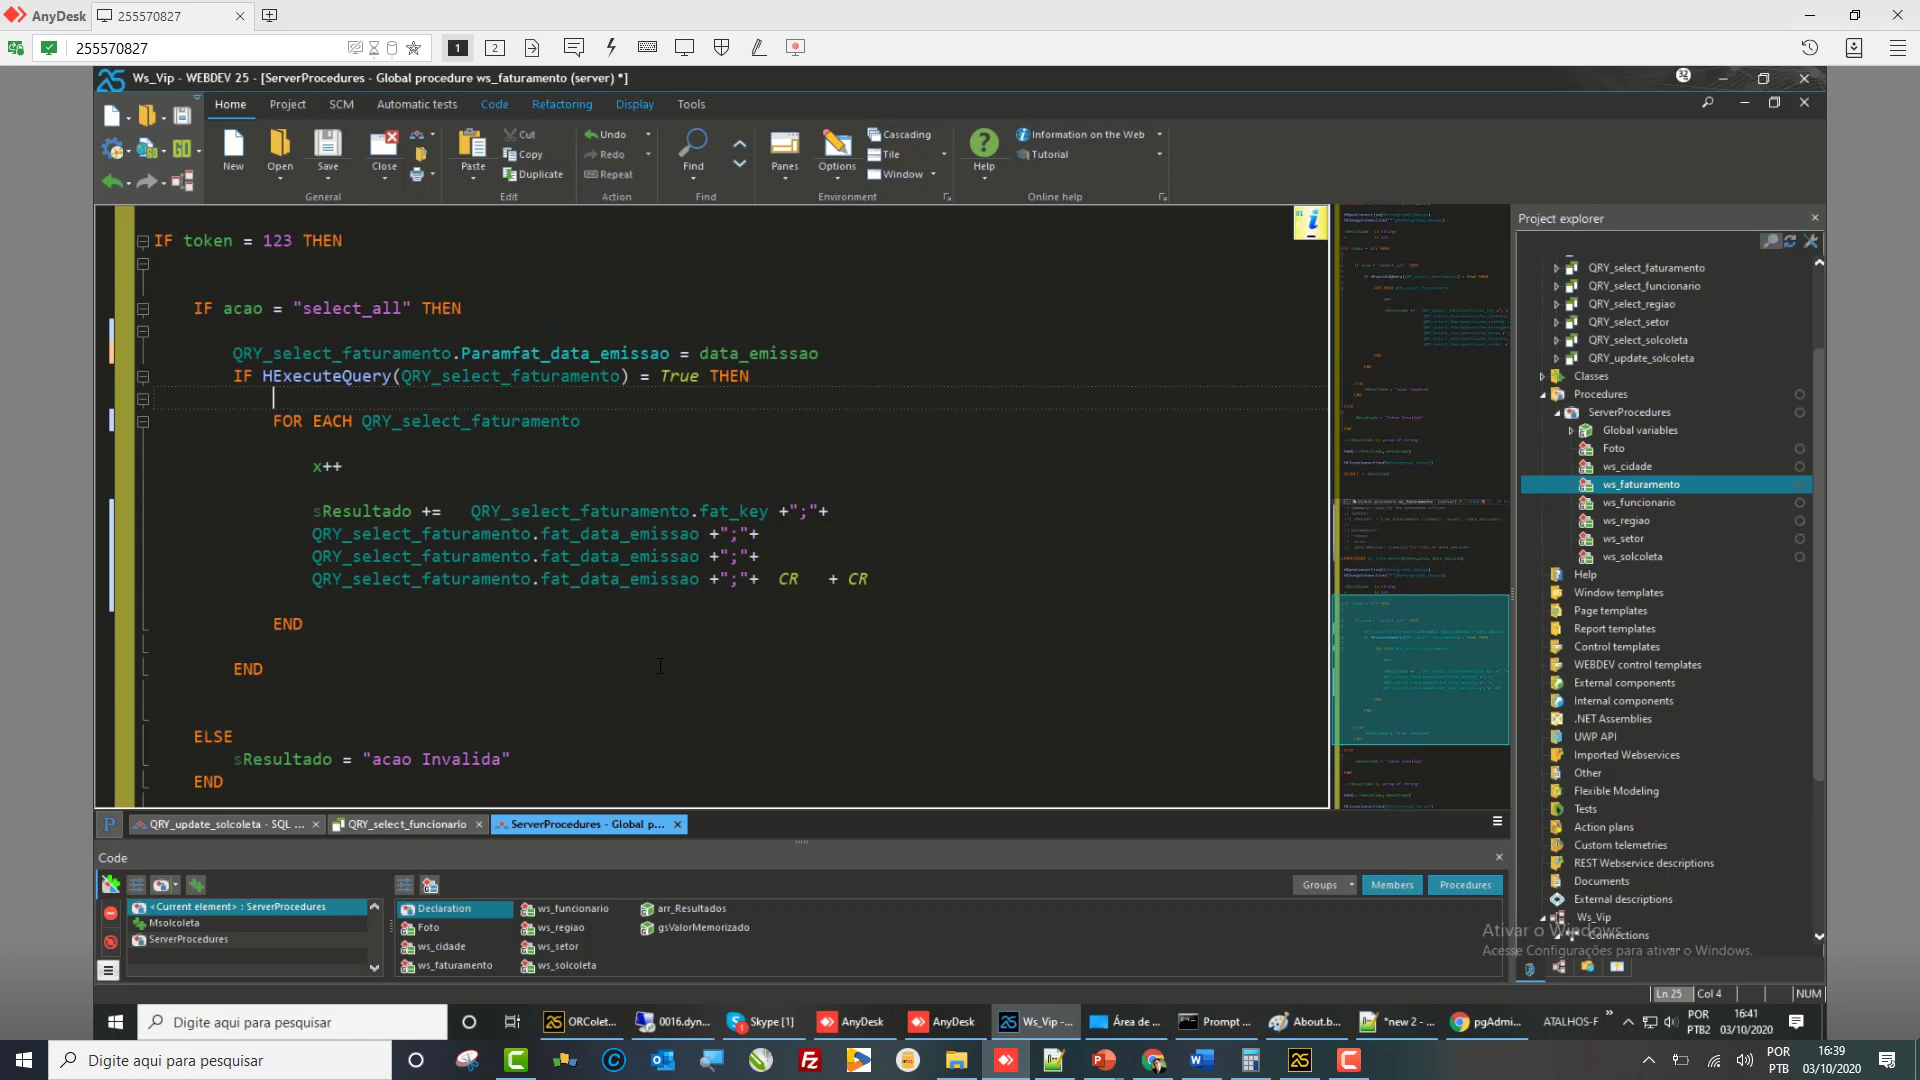 AnyDesk 255570827
255570827 1 2
Ws_Vip - WEBDEV 25 - [ServerProcedures - Global procedure ws_faturamento (server) *] 32
Home Project SCM Automatic tests Code Refactoring Display Tools
Cut Undo Cascading Information on the Web
GO Copy Redo Tile Tutorial
New Open Save Close Paste Duplicate Repeat Find Panes Options Window Help
General Edit Action Find Environment Online help
IF token = 123 THEN
IF acao = "select_all" THEN
QRY_select_faturamento.Paramfat_data_emissao = data_emissao
IF HExecuteQuery(QRY_select_faturamento) = True THEN
FOR EACH QRY_select_faturamento
x++
sResultado += QRY_select_faturamento.fat_key +";"+
QRY_select_faturamento.fat_data_emissao +";"+
QRY_select_faturamento.fat_data_emissao +";"+
QRY_select_faturamento.fat_data_emissao +";"+ CR + CR
END
END
ELSE
sResultado = "acao Invalida"
END
Project explorer
QRY_select_faturamento
QRY_select_funcionario
QRY_select_regiao
QRY_select_setor
QRY_select_solcoleta
QRY_update_solcoleta
Classes
Procedures
ServerProcedures
Global variables
Foto
ws_cidade
ws_faturamento
ws_funcionario
ws_regiao
ws_setor
ws_solcoleta
Help
Window templates
Page templates
Report templates
Control templates
WEBDEV control templates
External components
Internal components
.NET Assemblies
UWP API
Imported Webservices
Other
Flexible Modeling
Tests
Action plans
Custom telemetries
REST Webservice descriptions
Documents
External descriptions
Ws_Vip
Connections
QRY_update_solcoleta - SQL ... QRY_select_funcionario ServerProcedures - Global p...
Code
Groups Members Procedures
<Current element> : ServerProcedures
Msolcoleta
ServerProcedures
Declaration ws_funcionario arr_Resultados
Foto ws_regiao gsValorMemorizado
ws_cidade ws_setor
ws_faturamento ws_solcoleta
Ativar o Windows
Acesse Configurações para ativar o Windows.
Ln 25 Col 4 NUM
Digite aqui para pesquisar ORColet... 0016.dyn... Skype [1] AnyDesk AnyDesk Ws_Vip -... Área de ... Prompt ... About.b... *new 2 - ... pgAdmi... ATALHOS-F POR PTB2 16:41 03/10/2020
Digite aqui para pesquisar POR PTB 16:39 03/10/2020